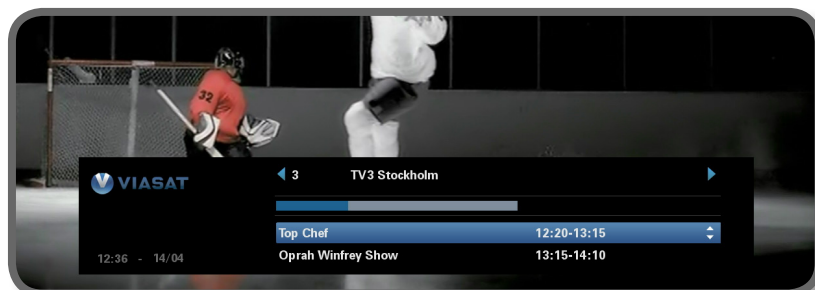 32
3 TV3 Stockholm
VIASAT
Top Chef 12:20-13:15
12:36 - 14/04
Oprah Winfrey Show 13:15-14:10